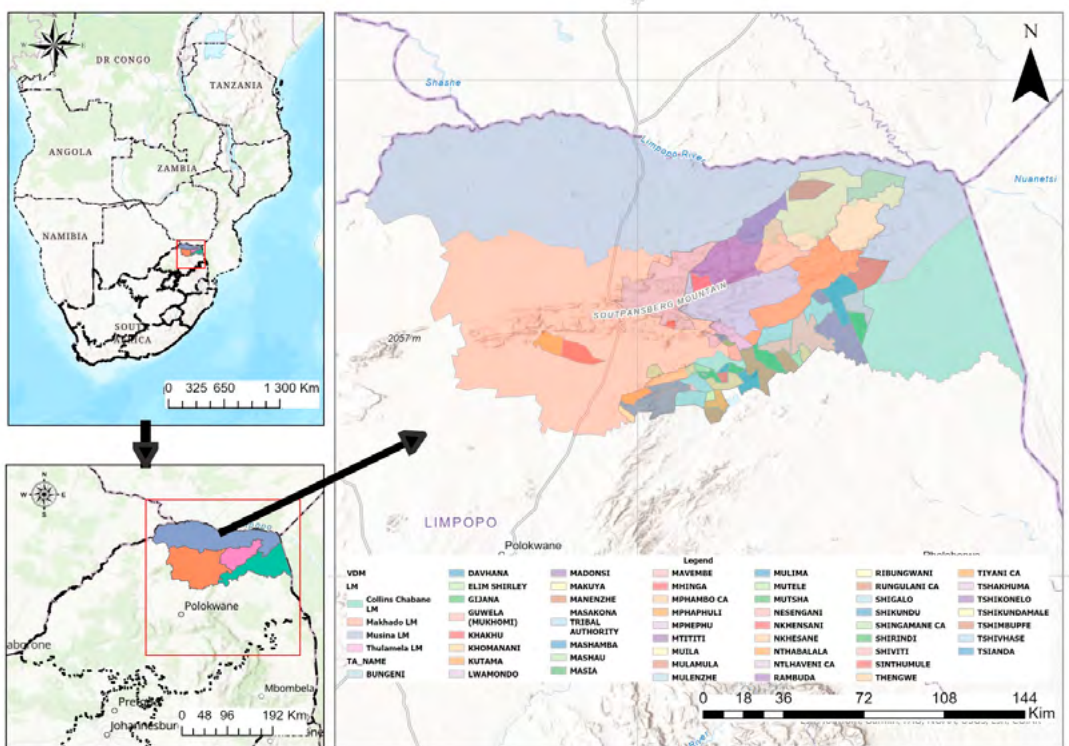 N
W
E
DR CONGO
TANZANIA
ANGOLA
ZAMBIA
NAMIBIA
SOUTH
AFRICA
0 325 650 1 300 Km
N
W
E
S
Polokwane
aborone
Mbombela
Johannesbur
0 48 96 192 Km
N
Shashe
Limpopo River
Nuanetsi
SOUTPANSBERG MOUNTAIN
2057 m
LIMPOPO
Polokwane
Legend
VDM
LM
Collins Chabane
LM
Makhado LM
Musina LM
Thulamela LM
TA_NAME
BUNGENI
DAVHANA
ELIM SHIRLEY
GIJANA
GUWELA
(MUKHOMI)
KHAKHU
KHOMANANI
KUTAMA
LWAMONDO
MADONSI
MAKUYA
MANENZHE
MASAKONA
TRIBAL
AUTHORITY
MASHAMBA
MASHAU
MASIA
MAVEMBE
MHINGA
MPHAMBO CA
MPHAPHULI
MPHEPHU
MTITITI
MUILA
MULAMULA
MULENZHE
MULIMA
MUTELE
MUTSHA
NESENGANI
NKHENSANI
NKHESANE
NTHABALALA
NTLHAVENI CA
RAMBUDA
RIBUNGWANI
RUNGULANI CA
SHIGALO
SHIKUNDU
SHINGAMANE CA
SHIRINDI
SHIVITI
SINTHUMULE
THENGWE
TIYANI CA
TSHAKHUMA
TSHIKONELO
TSHIKUNDAMALE
TSHIMBUPFE
TSHIVHASE
TSIANDA
0 18 36 72 108 144
Kim